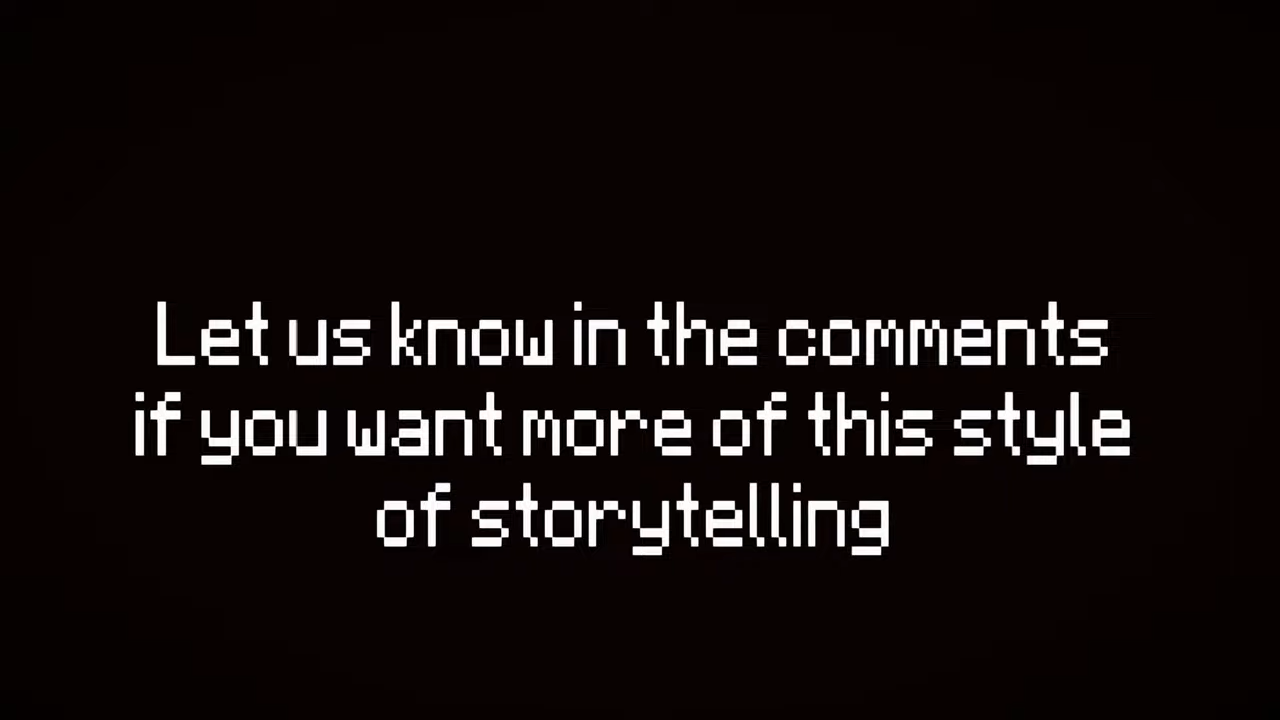 Let us know in the comments
if you want more of this style
of storytelling